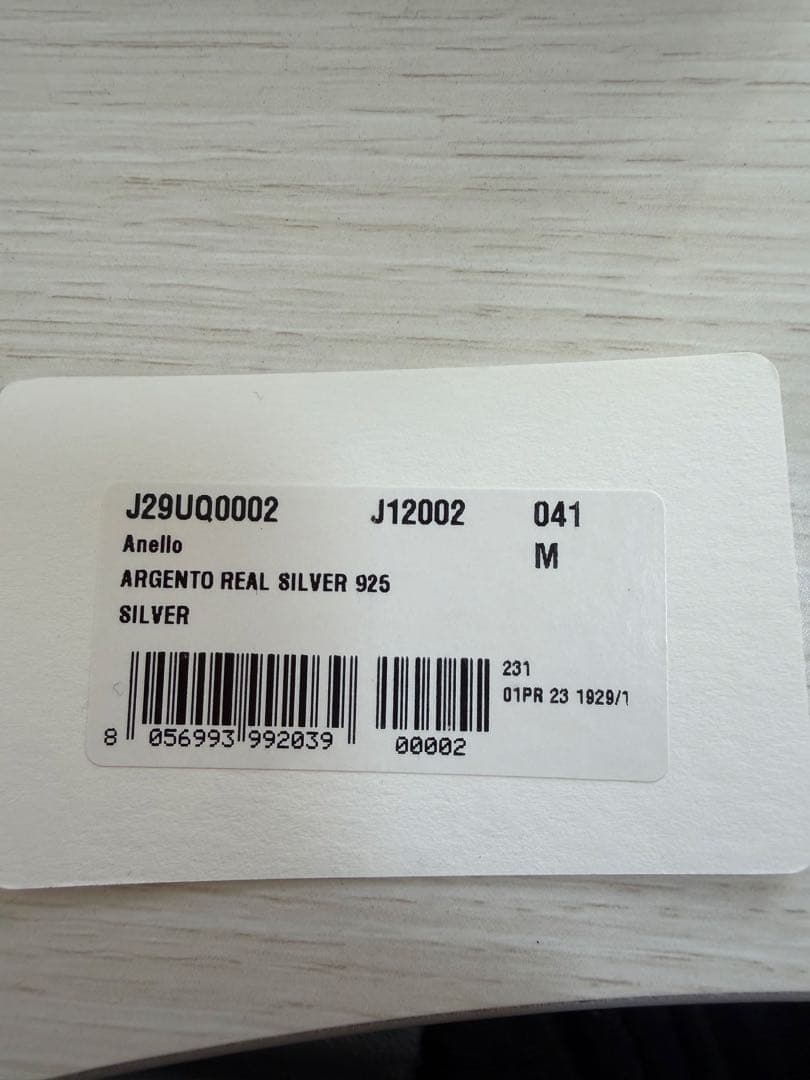 J29UQ0002 J12002 041
Anello M
ARGENTO REAL SILVER 925
SILVER
231
01PR 23 1929/1
8 056993 992039 00002